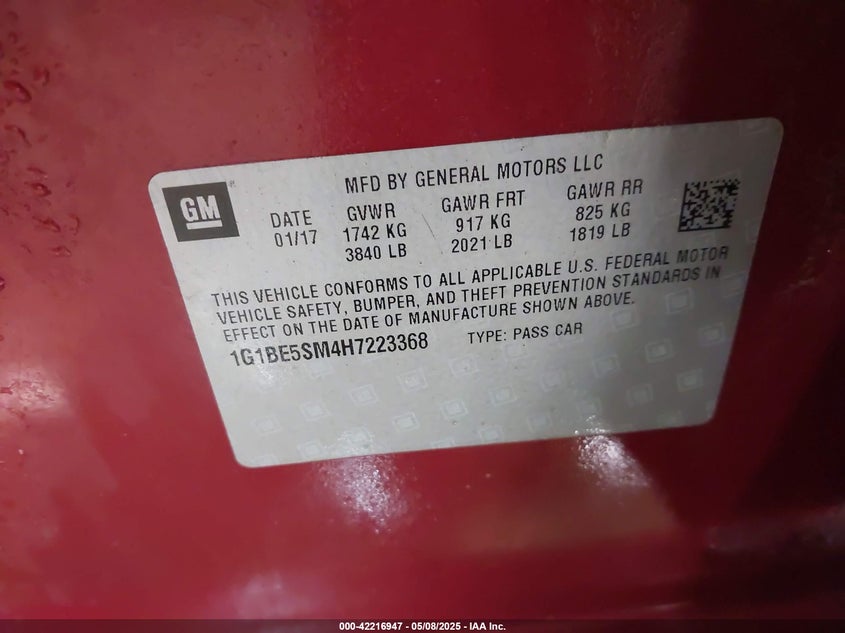 MFD BY GENERAL MOTORS LLC
GM
DATE GVWR GAWR FRT GAWR RR
01/17 1742 KG 917 KG 825 KG
3840 LB 2021 LB 1819 LB
THIS VEHICLE CONFORMS TO ALL APPLICABLE U.S. FEDERAL MOTOR
VEHICLE SAFETY, BUMPER, AND THEFT PREVENTION STANDARDS IN
EFFECT ON THE DATE OF MANUFACTURE SHOWN ABOVE.
1G1BE5SM4H7223368 TYPE: PASS CAR
000-42216947 - 05/08/2025 - IAA Inc.